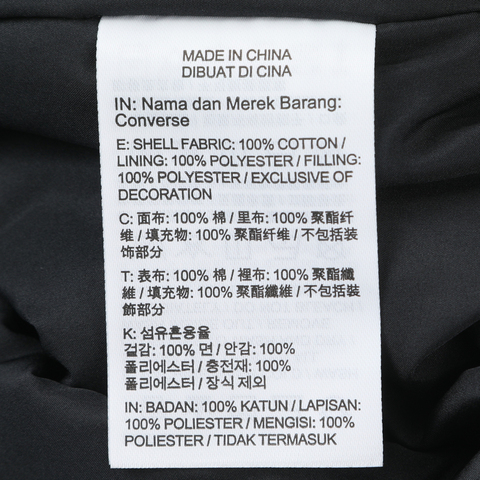 MADE IN CHINA
DIBUAT DI CINA
IN: Nama dan Merek Barang:
Converse
E: SHELL FABRIC: 100% COTTON /
LINING: 100% POLYESTER / FILLING:
100% POLYESTER / EXCLUSIVE OF
DECORATION
C: 面布: 100% 棉 / 里布: 100% 聚酯纤
维 / 填充物: 100% 聚酯纤维 / 不包括装
饰部分
T: 表布: 100% 棉 / 裡布: 100% 聚酯纖
維 / 填充物: 100% 聚酯纖維 / 不包括裝
飾部分
K: 섬유혼용율
겉감: 100% 면 / 안감: 100%
폴리에스터 / 충전재: 100%
폴리에스터 / 장식 제외
IN: BADAN: 100% KATUN / LAPISAN:
100% POLIESTER / MENGISI: 100%
POLIESTER / TIDAK TERMASUK